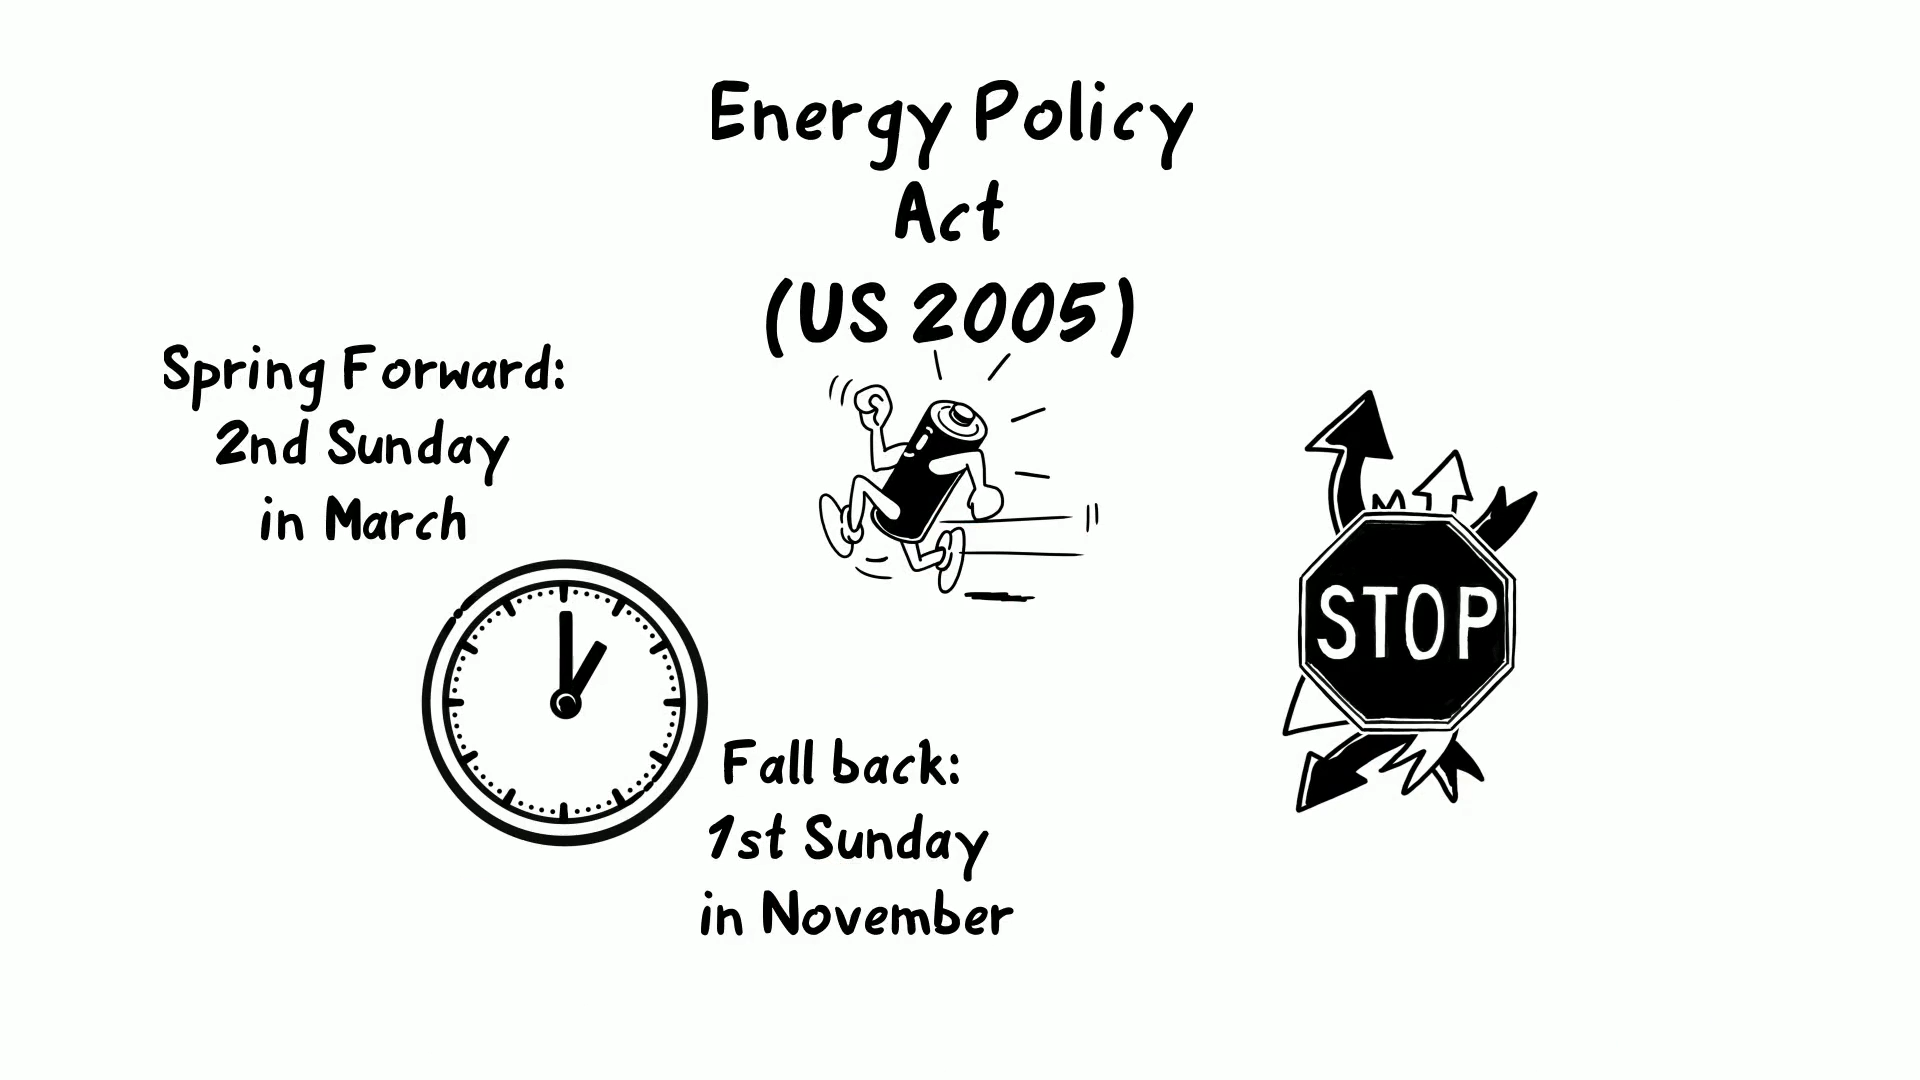 Energy Policy
Act
(US 2005)
Spring Forward:
2nd Sunday
in March
STOP
Fall back:
1st Sunday
in November